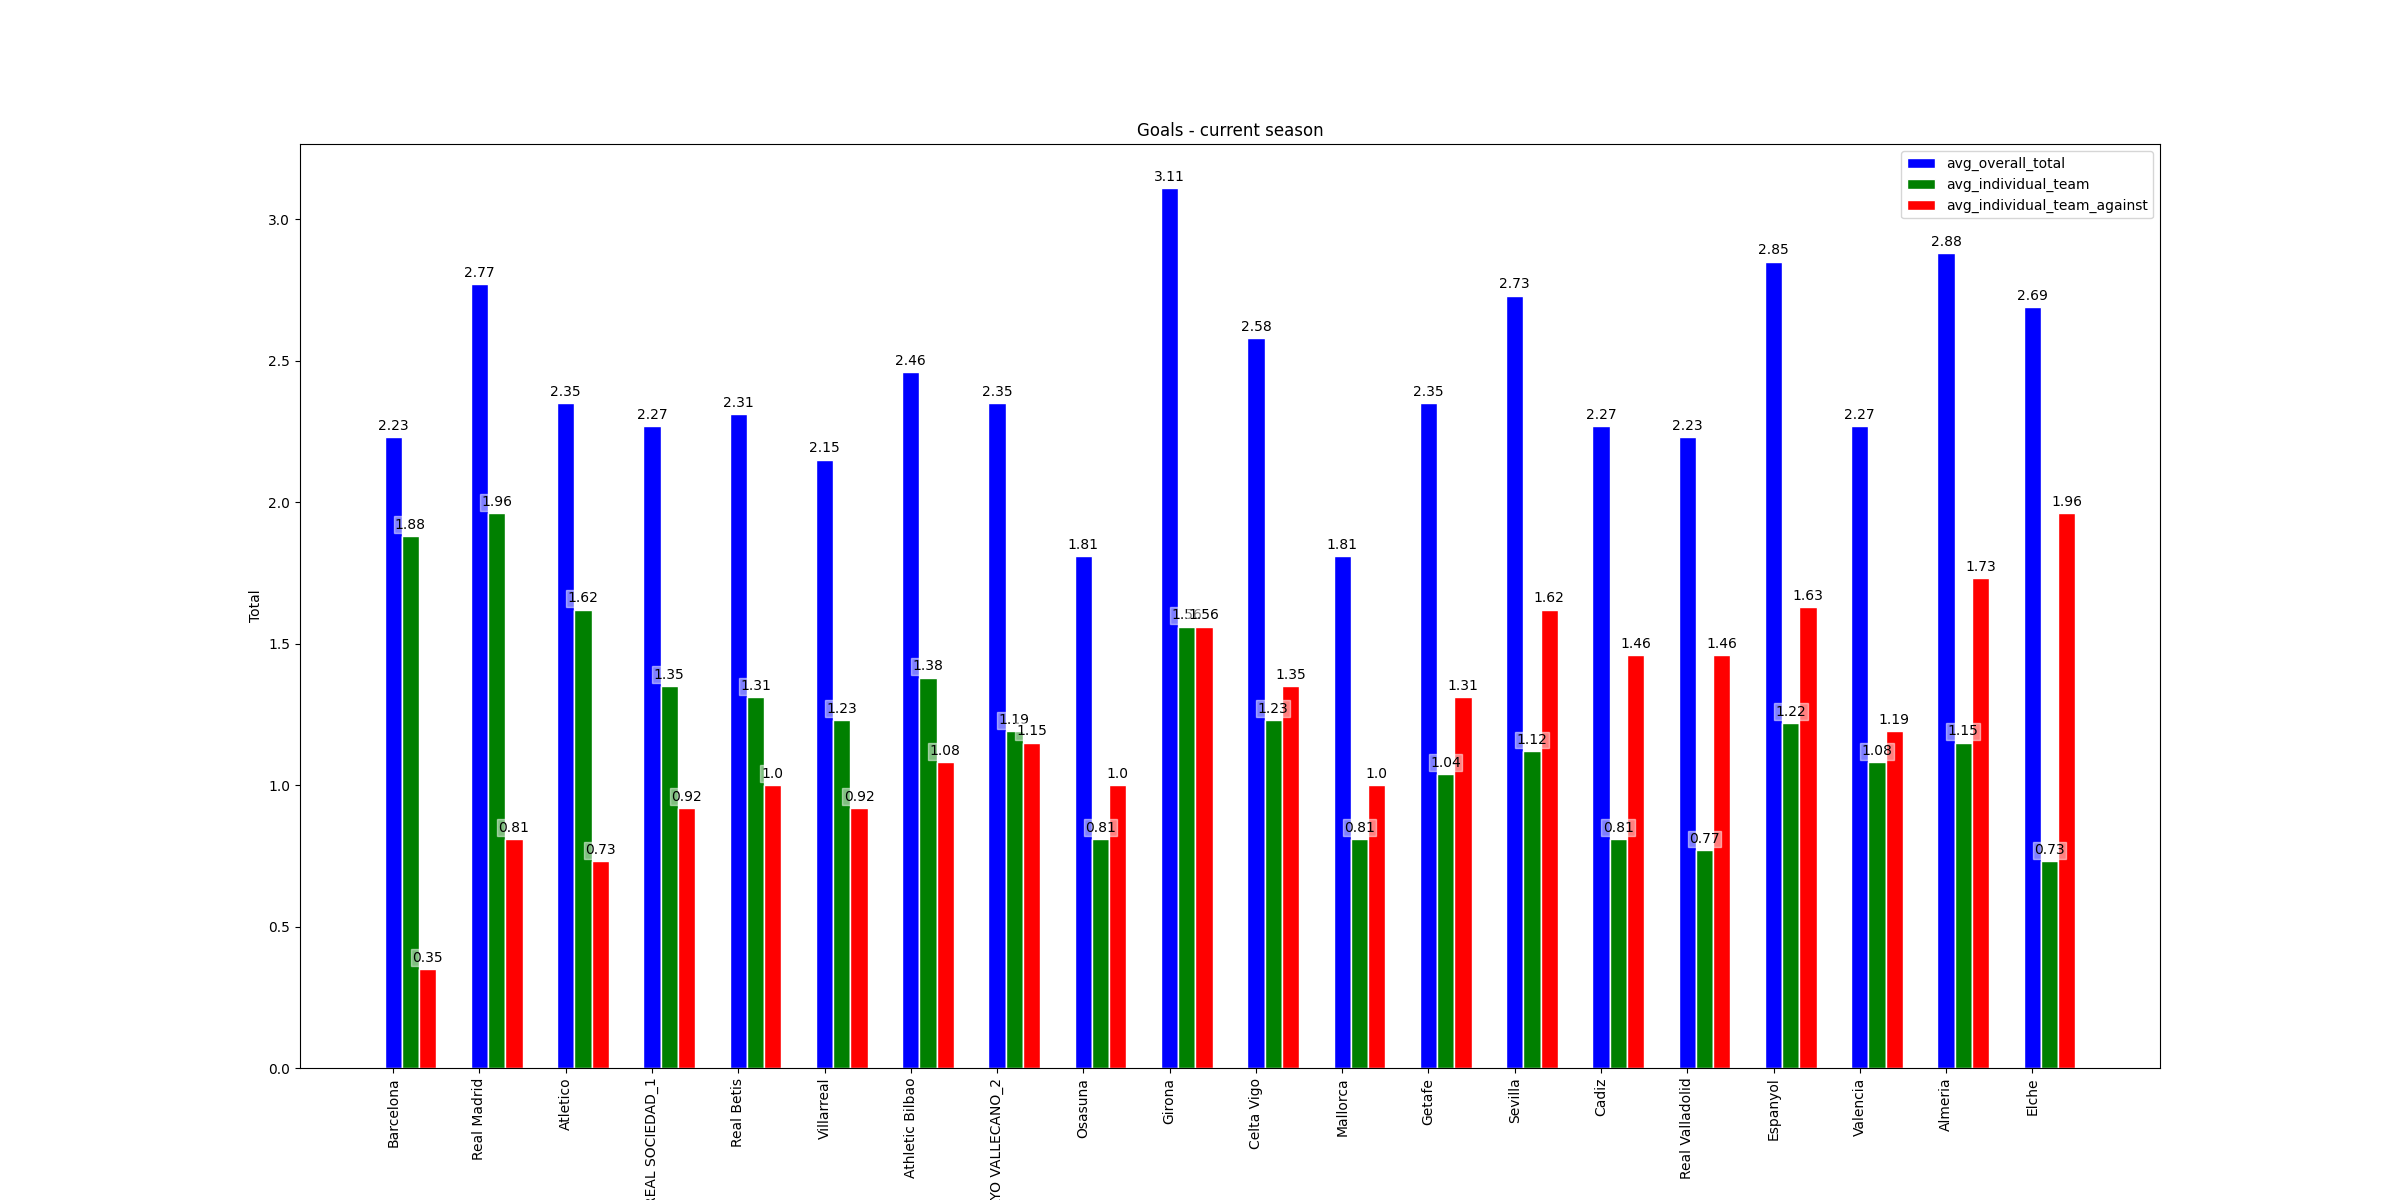 Goals - current season
avg_overall_total
avg_individual_team
avg_individual_team_against
Total
3.0
2.5
2.0
1.5
1.0
0.5
0.0
2.23
1.88
0.35
2.77
1.96
0.81
2.35
1.62
0.73
2.27
1.35
0.92
2.31
1.31
1.0
2.15
1.23
0.92
2.46
1.38
1.08
2.35
1.19
1.15
1.81
0.81
1.0
3.11
1.56
1.56
2.58
1.23
1.35
1.81
0.81
1.0
2.35
1.04
1.31
2.73
1.12
1.62
2.27
0.81
1.46
2.23
0.77
1.46
2.85
1.22
1.63
2.27
1.08
1.19
2.88
1.15
1.73
2.69
0.73
1.96
Barcelona
Real Madrid
Atletico
REAL SOCIEDAD_1
Real Betis
Villarreal
Athletic Bilbao
YO VALLECANO_2
Osasuna
Girona
Celta Vigo
Mallorca
Getafe
Sevilla
Cadiz
Real Valladolid
Espanyol
Valencia
Almeria
Elche